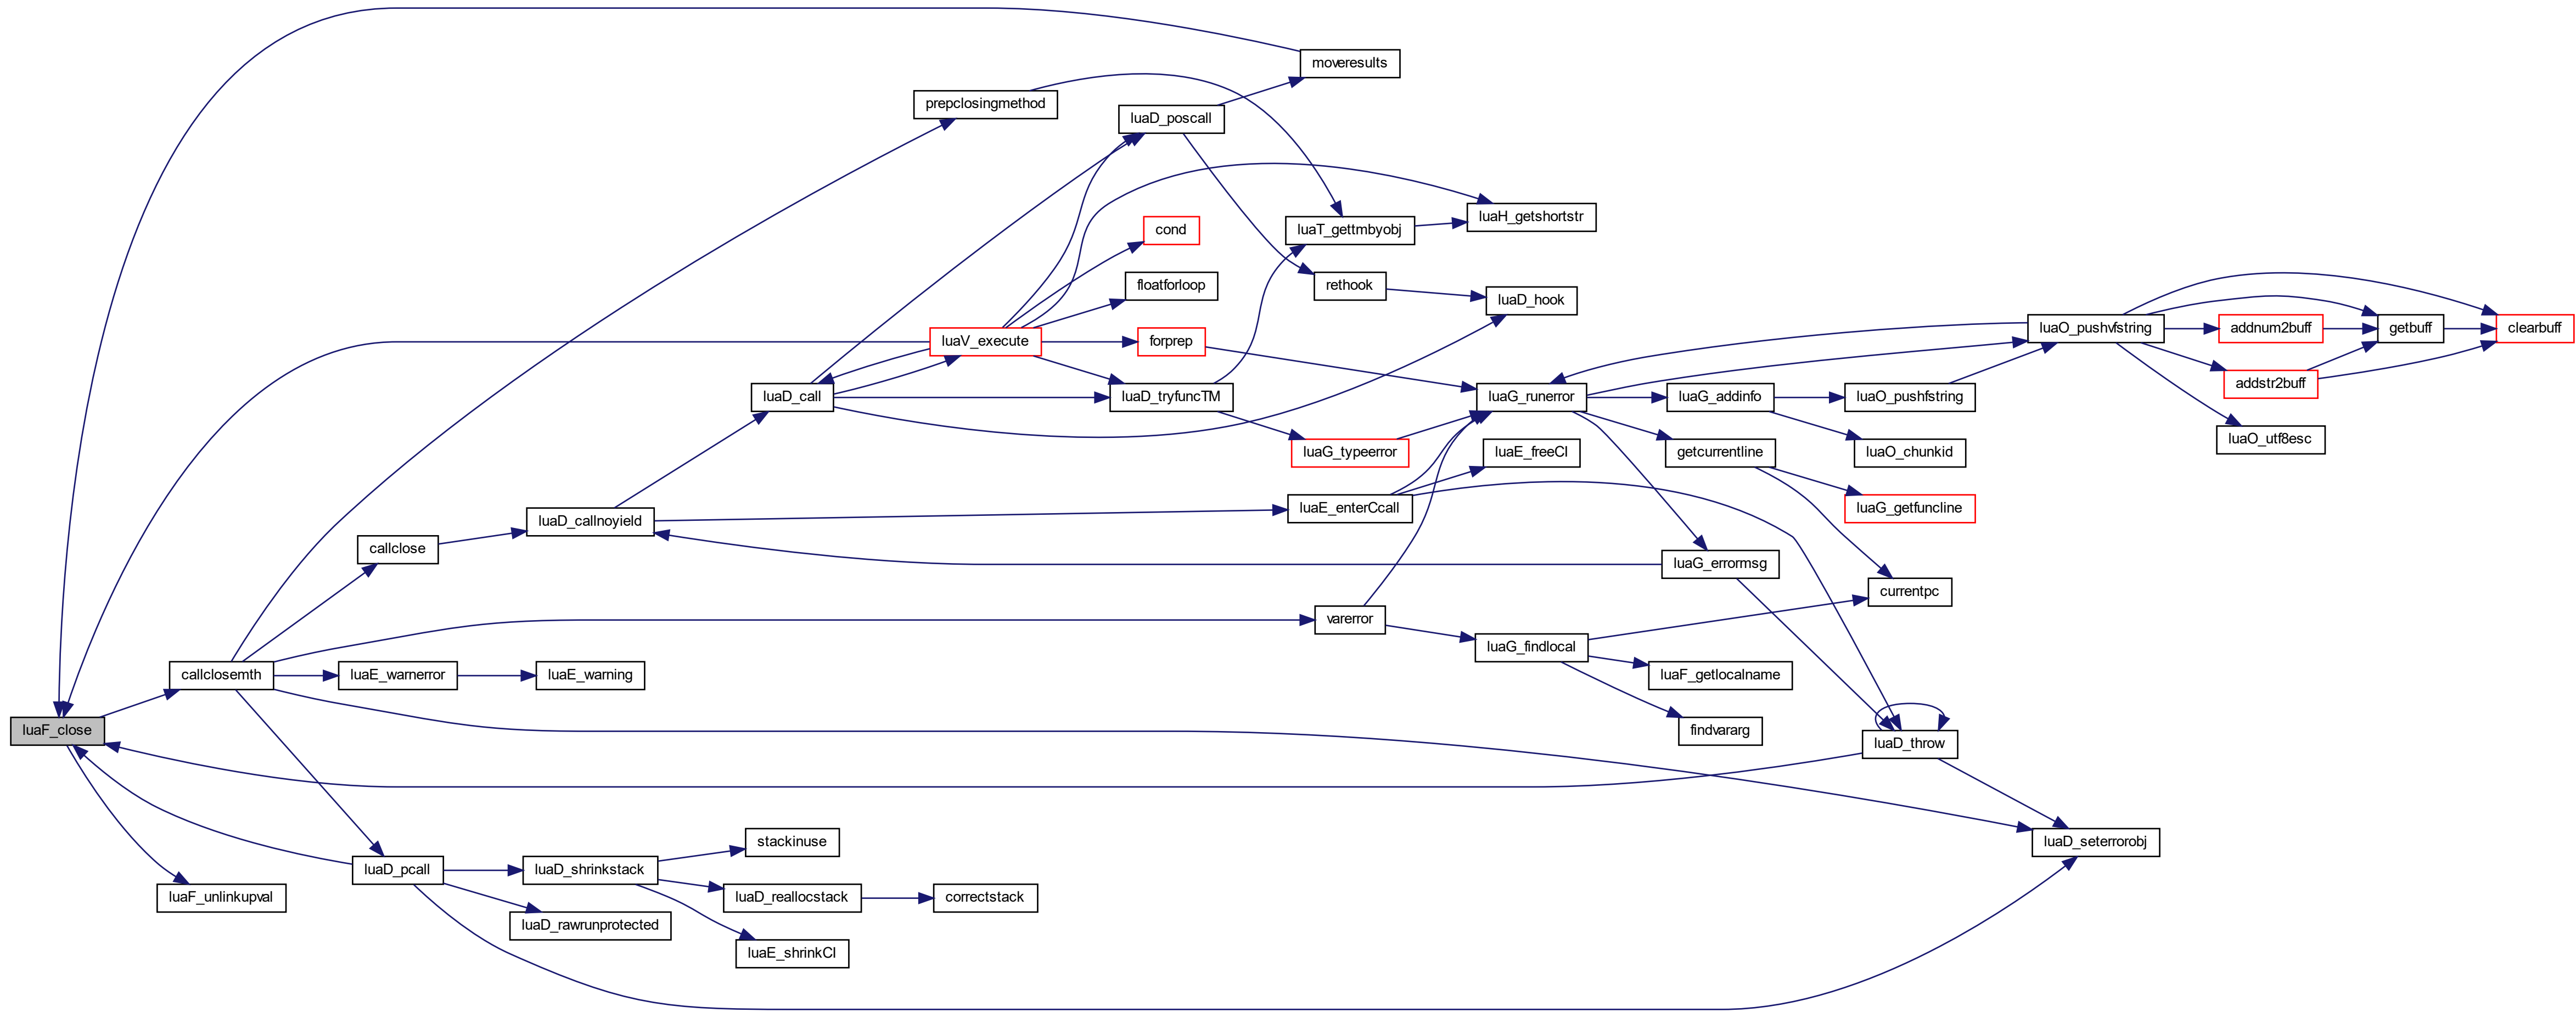 moveresults
prepclosingmethod
luaD_poscall
luaH_getshortstr
cond
luaT_gettmbyobj
floatforloop
rethook
luaD_hook
luaV_execute
forprep
luaO_pushvfstring
addnum2buff
getbuff
clearbuff
luaD_call
luaD_tryfuncTM
luaG_runerror
luaG_addinfo
luaO_pushfstring
addstr2buff
luaO_utf8esc
luaG_typeerror
luaE_freeCI
getcurrentline
luaO_chunkid
luaD_callnoyield
luaE_enterCcall
luaG_getfuncline
callclose
luaG_errormsg
currentpc
varerror
luaG_findlocal
callclosemth
luaE_warnerror
luaE_warning
luaF_getlocalname
luaF_close
findvararg
luaD_throw
stackinuse
luaD_seterrorobj
luaD_pcall
luaD_shrinkstack
luaF_unlinkupval
luaD_reallocstack
correctstack
luaD_rawrunprotected
luaE_shrinkCI